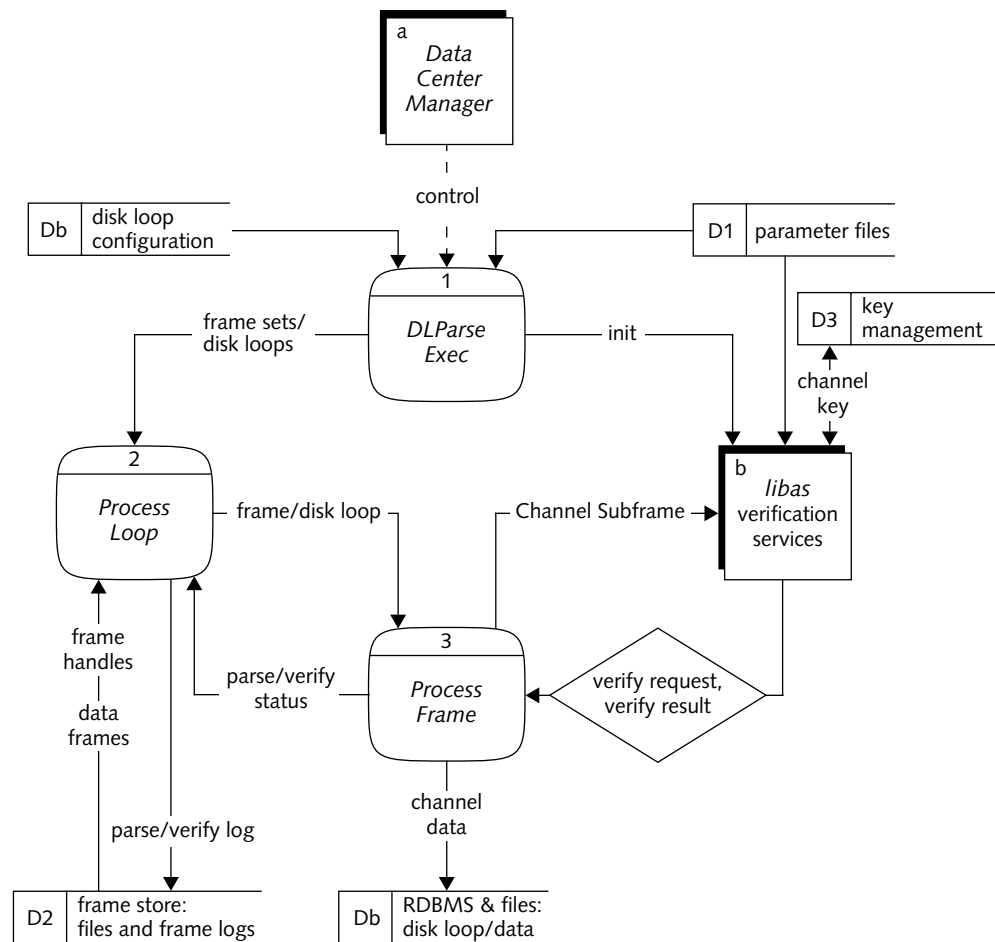 a
Data
Center
Manager
control
Db
disk loop
configuration
D1
parameter files
1
DLParse
Exec
frame sets/
disk loops
init
D3
key
management
channel
key
2
Process
Loop
frame/disk loop
Channel Subframe
b
libas
verification
services
3
Process
Frame
parse/verify
status
verify request,
verify result
frame
handles
data
frames
parse/verify log
channel
data
D2
frame store:
files and frame logs
Db
RDBMS & files:
disk loop/data